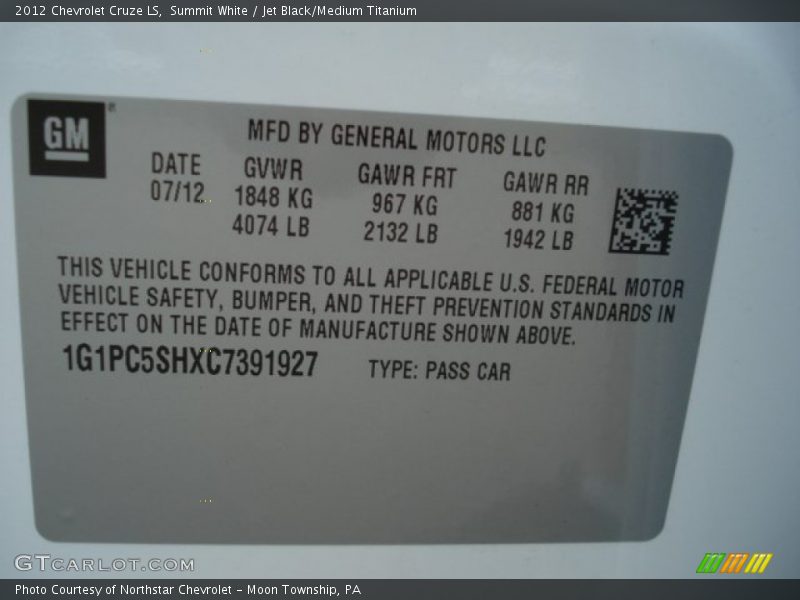 2012 Chevrolet Cruze LS,  Summit White / Jet Black/Medium Titanium
GM ®
MFD BY GENERAL MOTORS LLC
DATE GVWR GAWR FRT GAWR RR
07/12 1848 KG 967 KG 881 KG
4074 LB 2132 LB 1942 LB
THIS VEHICLE CONFORMS TO ALL APPLICABLE U.S. FEDERAL MOTOR
VEHICLE SAFETY, BUMPER, AND THEFT PREVENTION STANDARDS IN
EFFECT ON THE DATE OF MANUFACTURE SHOWN ABOVE.
1G1PC5SHXC7391927 TYPE: PASS CAR
GTCARLOT.COM
Photo Courtesy of Northstar Chevrolet – Moon Township, PA